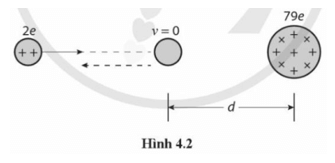 79e
2e
v = 0
+ +
× + ×
+ + +
× + ×
d
Hình 4.2